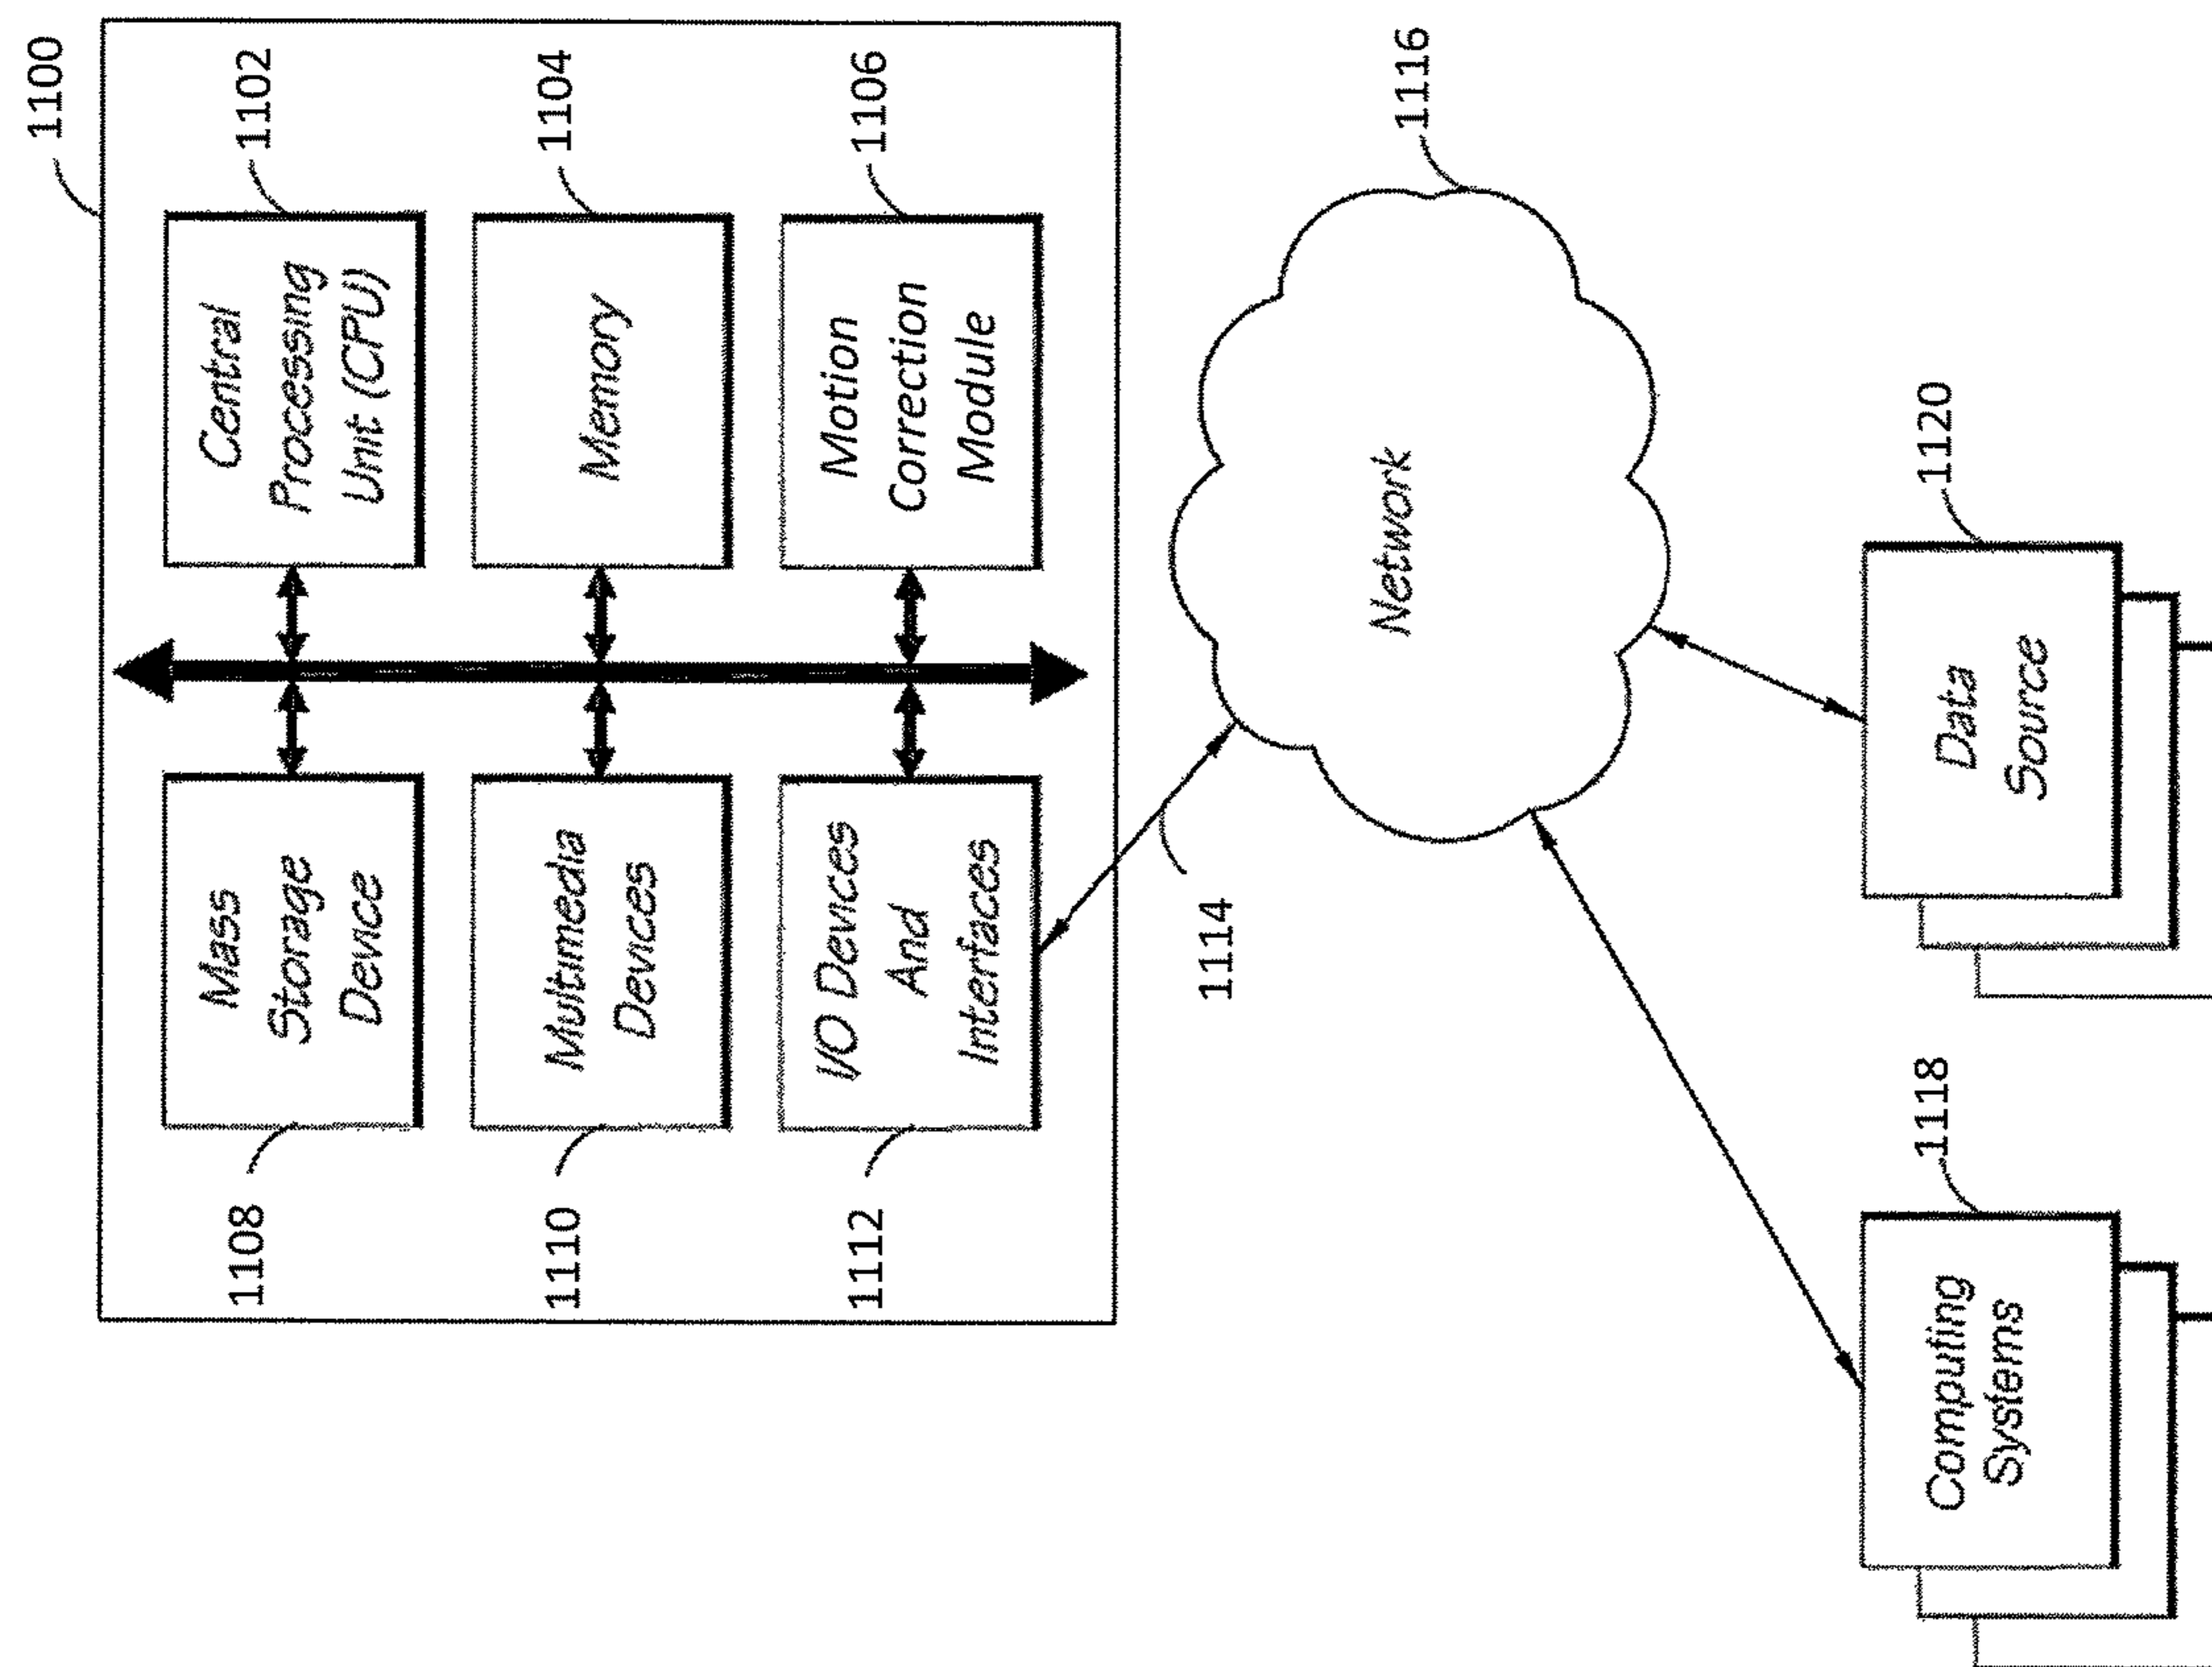 1100
1108
Mass
Storage
Device
Central
Processing
Unit (CPU)
1102
1110
Multimedia
Devices
Memory
1104
1112
I/O Devices
And
Interfaces
Motion
Correction
Module
1106
1114
Network
1116
Computing
Systems
1118
Data
Source
1120